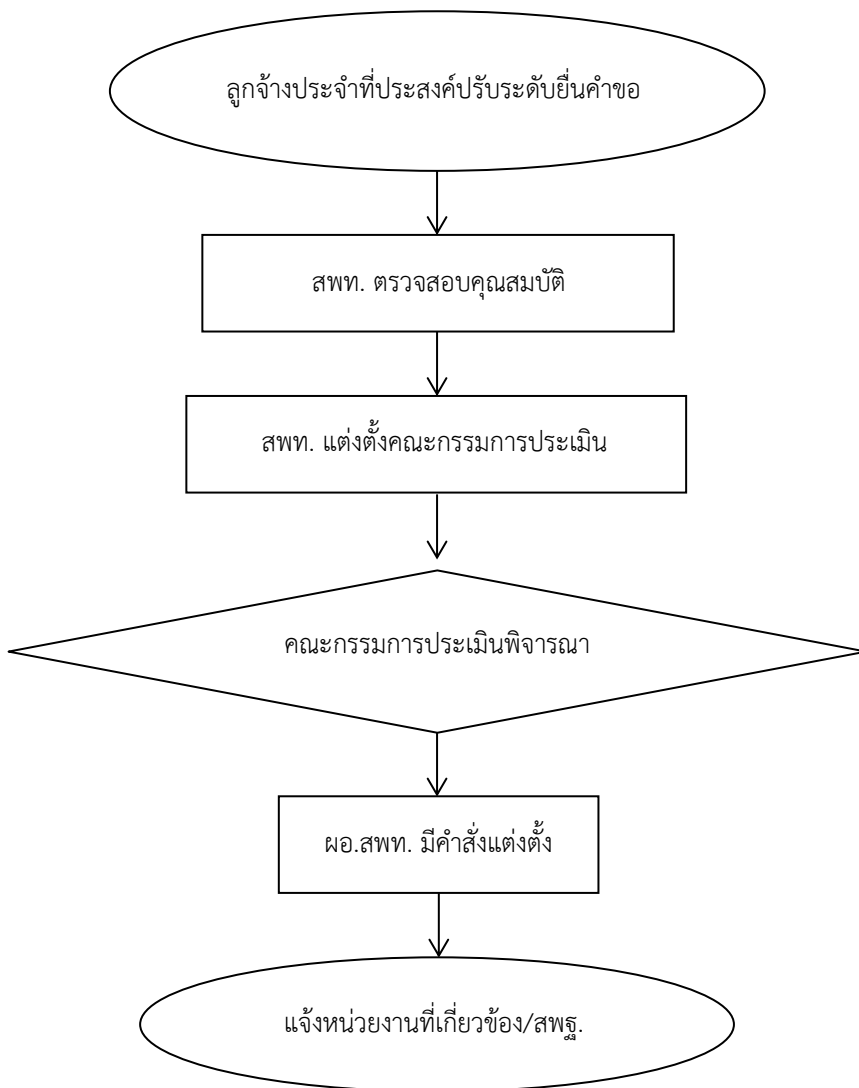 ลูกจ้างประจำที่ประสงค์ปรับระดับยื่นคำขอ
สพท. ตรวจสอบคุณสมบัติ
สพท. แต่งตั้งคณะกรรมการประเมิน
คณะกรรมการประเมินพิจารณา
ผอ.สพท. มีคำสั่งแต่งตั้ง
แจ้งหน่วยงานที่เกี่ยวข้อง/สพฐ.